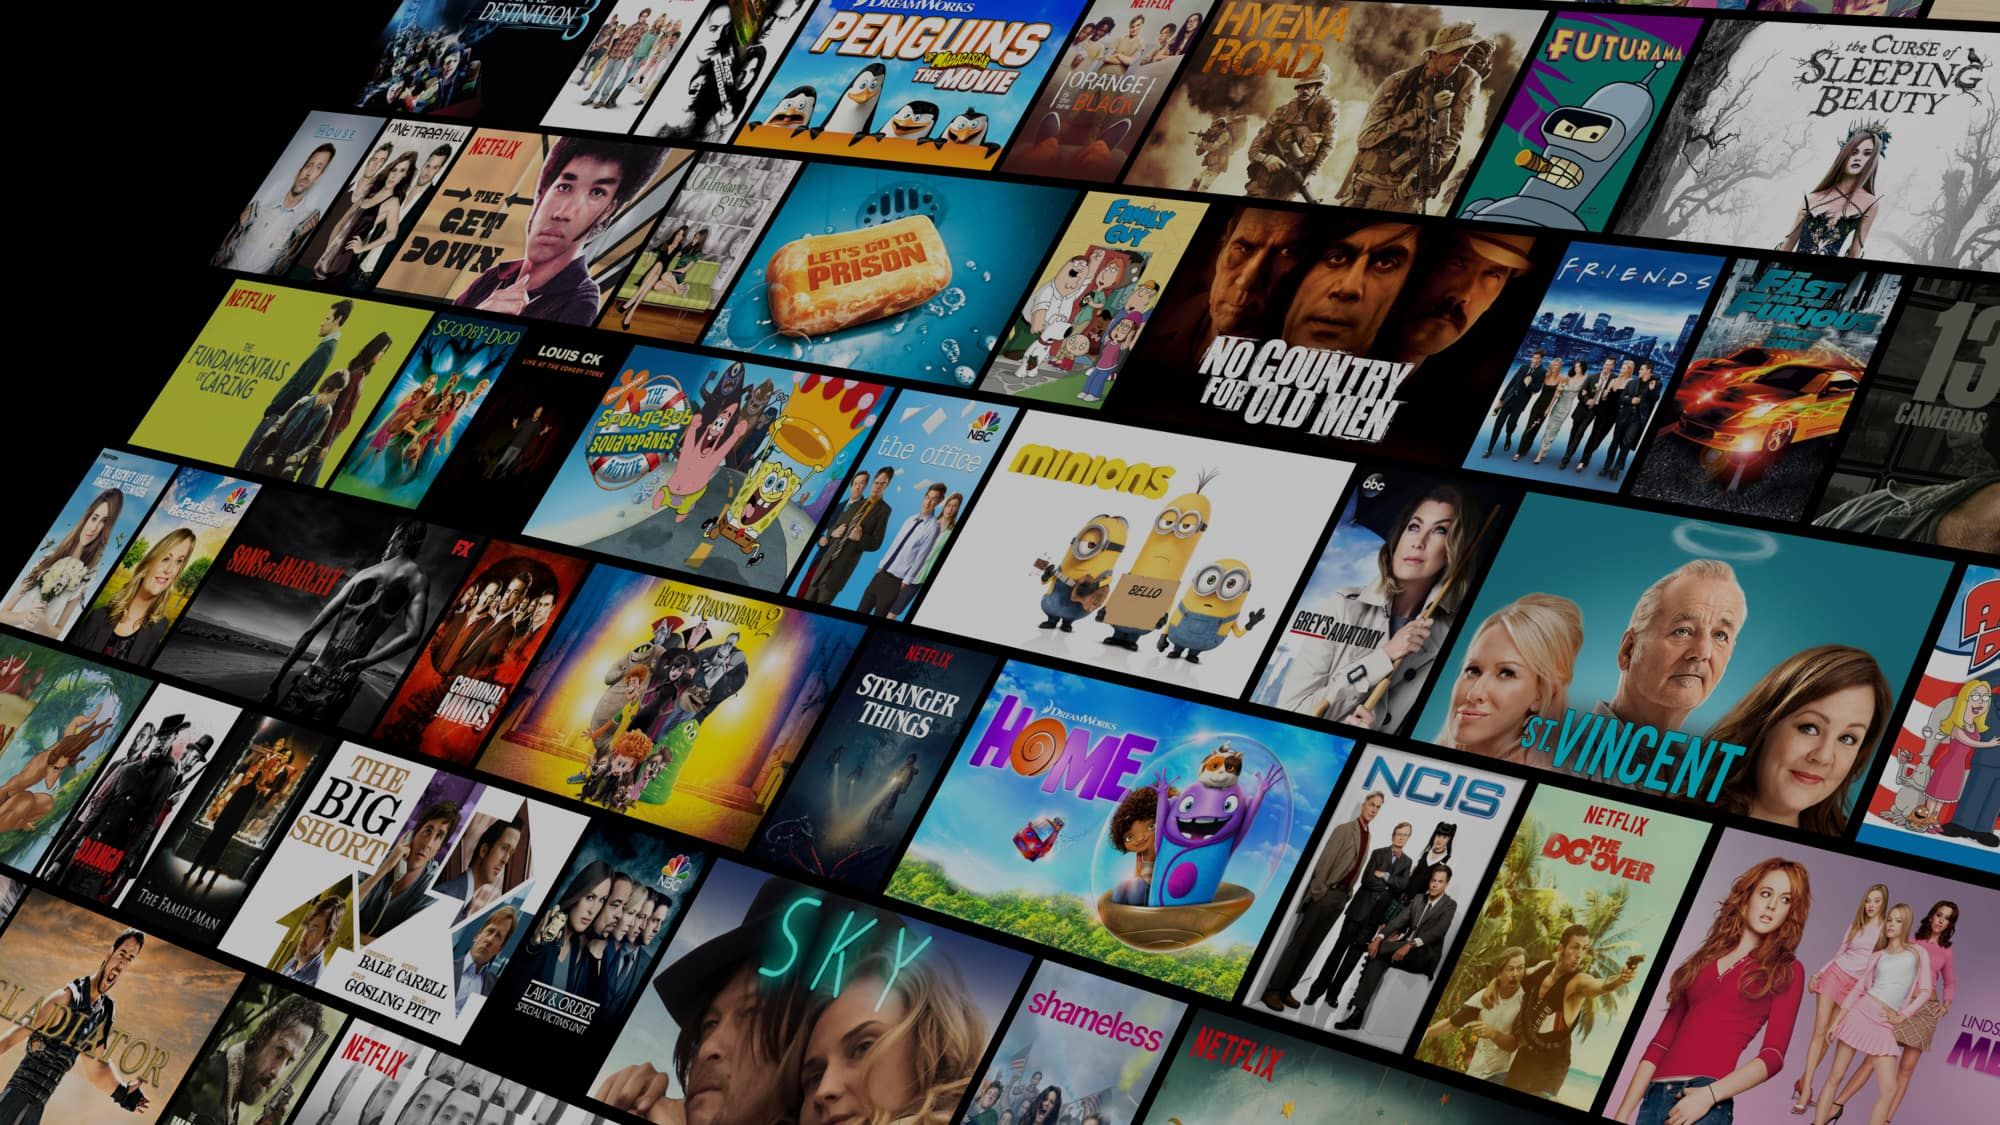 DESTINATION 3
DREAMWORKS
PENGUINS
OF MADAGASCAR
THE MOVIE
NETFLIX
ORANGE
is the new
BLACK
HYENA
ROAD
FUTURAMA
the CURSE of
SLEEPING
BEAUTY
HOUSE
ONE TREE HILL
NETFLIX
THE
GET
DOWN
Gilmore
girls
LET'S GO TO
PRISON
FAMILY
GUY
NO COUNTRY
FOR OLD MEN
F·R·I·E·N·D·S
THE
FAST
AND THE
FURIOUS
13
CAMERAS
NETFLIX
THE
FUNDAMENTALS
OF CARING
SCOOBY-DOO
LOUIS CK
LIVE AT THE COMEDY STORE
NICKELODEON
THE
SpongeBob
SQUAREPANTS
MOVIE
NBC
the office
minions
BELLO
abc
GREY'S ANATOMY
ST. VINCENT
THE SECRET LIFE of the
AMERICAN TEENAGER
NBC
Parks
Recreation
SONS OF ANARCHY
FX
CRIMINAL
MINDS
HOTEL TRANSYLVANIA 2
NETFLIX
STRANGER
THINGS
DREAMWORKS
HOME
NCIS
NETFLIX
THE
DO-OVER
DJANGO
THE FAMILY MAN
THE
BIG
SHORT
CHRISTIAN
BALE
STEVE
CARELL
RYAN
GOSLING
BRAD
PITT
NBC
LAW & ORDER
SPECIAL VICTIMS UNIT
SKY
shameless
NETFLIX
LINDS
ME
GLADIATOR
THE
NETFLIX